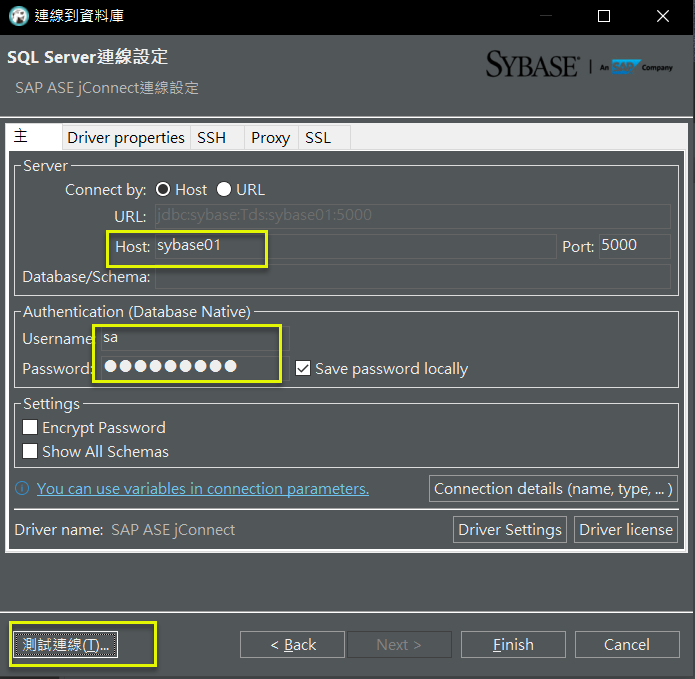 連線到資料庫
SQL Server連線設定
SAP ASE jConnect連線設定
SYBASE | An SAP Company
主 Driver properties SSH Proxy SSL
Server
Connect by: Host URL
URL: jdbc:sybase:Tds:sybase01:5000
Host: sybase01 Port: 5000
Database/Schema:
Authentication (Database Native)
Username sa
Password: ●●●●●●●●● Save password locally
Settings
Encrypt Password
Show All Schemas
You can use variables in connection parameters. Connection details (name, type, ... )
Driver name: SAP ASE jConnect Driver Settings Driver license
測試連線(T)... < Back Next > Finish Cancel